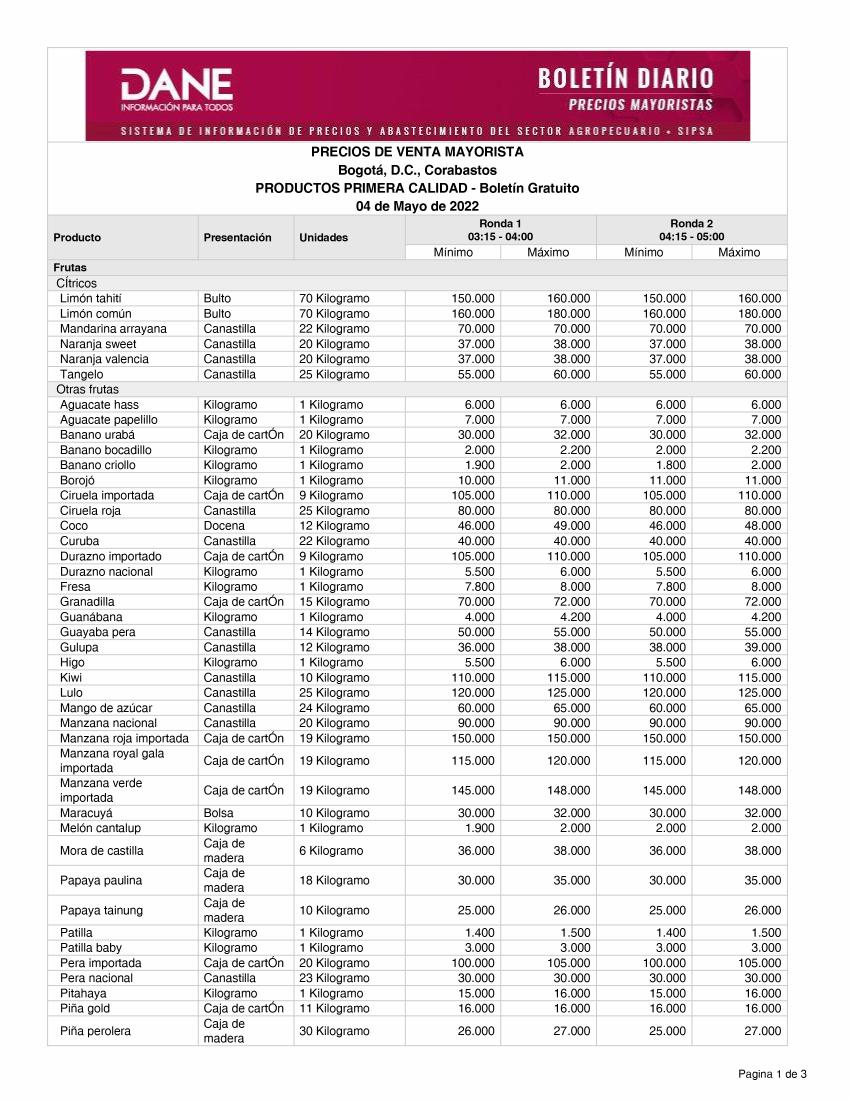 DANE
INFORMACIÓN PARA TODOS
BOLETÍN DIARIO
PRECIOS MAYORISTAS
SISTEMA DE INFORMACIÓN DE PRECIOS Y ABASTECIMIENTO DEL SECTOR AGROPECUARIO • SIPSA
PRECIOS DE VENTA MAYORISTA
Bogotá, D.C., Corabastos
PRODUCTOS PRIMERA CALIDAD - Boletín Gratuito
04 de Mayo de 2022
Producto Presentación Unidades Ronda 1 Ronda 2
03:15 - 04:00 04:15 - 05:00
Mínimo Máximo Mínimo Máximo
Frutas
CÍtricos
Limón tahití Bulto 70 Kilogramo 150.000 160.000 150.000 160.000
Limón común Bulto 70 Kilogramo 160.000 180.000 160.000 180.000
Mandarina arrayana Canastilla 22 Kilogramo 70.000 70.000 70.000 70.000
Naranja sweet Canastilla 20 Kilogramo 37.000 38.000 37.000 38.000
Naranja valencia Canastilla 20 Kilogramo 37.000 38.000 37.000 38.000
Tangelo Canastilla 25 Kilogramo 55.000 60.000 55.000 60.000
Otras frutas
Aguacate hass Kilogramo 1 Kilogramo 6.000 6.000 6.000 6.000
Aguacate papelillo Kilogramo 1 Kilogramo 7.000 7.000 7.000 7.000
Banano urabá Caja de cartÓn 20 Kilogramo 30.000 32.000 30.000 32.000
Banano bocadillo Kilogramo 1 Kilogramo 2.000 2.200 2.000 2.200
Banano criollo Kilogramo 1 Kilogramo 1.900 2.000 1.800 2.000
Borojó Kilogramo 1 Kilogramo 10.000 11.000 11.000 11.000
Ciruela importada Caja de cartÓn 9 Kilogramo 105.000 110.000 105.000 110.000
Ciruela roja Canastilla 25 Kilogramo 80.000 80.000 80.000 80.000
Coco Docena 12 Kilogramo 46.000 49.000 46.000 48.000
Curuba Canastilla 22 Kilogramo 40.000 40.000 40.000 40.000
Durazno importado Caja de cartÓn 9 Kilogramo 105.000 110.000 105.000 110.000
Durazno nacional Kilogramo 1 Kilogramo 5.500 6.000 5.500 6.000
Fresa Kilogramo 1 Kilogramo 7.800 8.000 7.800 8.000
Granadilla Caja de cartÓn 15 Kilogramo 70.000 72.000 70.000 72.000
Guanábana Kilogramo 1 Kilogramo 4.000 4.200 4.000 4.200
Guayaba pera Canastilla 14 Kilogramo 50.000 55.000 50.000 55.000
Gulupa Canastilla 12 Kilogramo 36.000 38.000 38.000 39.000
Higo Kilogramo 1 Kilogramo 5.500 6.000 5.500 6.000
Kiwi Canastilla 10 Kilogramo 110.000 115.000 110.000 115.000
Lulo Canastilla 25 Kilogramo 120.000 125.000 120.000 125.000
Mango de azúcar Canastilla 24 Kilogramo 60.000 65.000 60.000 65.000
Manzana nacional Canastilla 20 Kilogramo 90.000 90.000 90.000 90.000
Manzana roja importada Caja de cartÓn 19 Kilogramo 150.000 150.000 150.000 150.000
Manzana royal gala
importada Caja de cartÓn 19 Kilogramo 115.000 120.000 115.000 120.000
Manzana verde
importada Caja de cartÓn 19 Kilogramo 145.000 148.000 145.000 148.000
Maracuyá Bolsa 10 Kilogramo 30.000 32.000 30.000 32.000
Melón cantalup Kilogramo 1 Kilogramo 1.900 2.000 2.000 2.000
Mora de castilla Caja de
madera 6 Kilogramo 36.000 38.000 36.000 38.000
Papaya paulina Caja de
madera 18 Kilogramo 30.000 35.000 30.000 35.000
Papaya tainung Caja de
madera 10 Kilogramo 25.000 26.000 25.000 26.000
Patilla Kilogramo 1 Kilogramo 1.400 1.500 1.400 1.500
Patilla baby Kilogramo 1 Kilogramo 3.000 3.000 3.000 3.000
Pera importada Caja de cartÓn 20 Kilogramo 100.000 105.000 100.000 105.000
Pera nacional Canastilla 23 Kilogramo 30.000 30.000 30.000 30.000
Pitahaya Kilogramo 1 Kilogramo 15.000 16.000 15.000 16.000
Piña gold Caja de cartÓn 11 Kilogramo 16.000 16.000 16.000 16.000
Piña perolera Caja de
madera 30 Kilogramo 26.000 27.000 25.000 27.000
Pagina 1 de 3